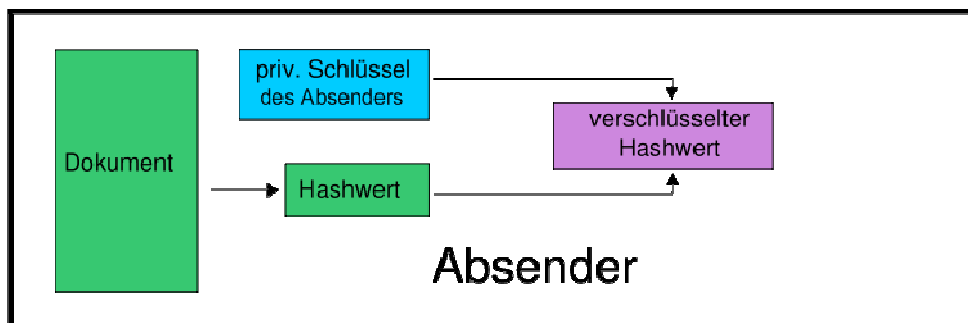 priv. Schlüssel
des Absenders
verschlüsselter
Hashwert
Dokument
Hashwert
Absender